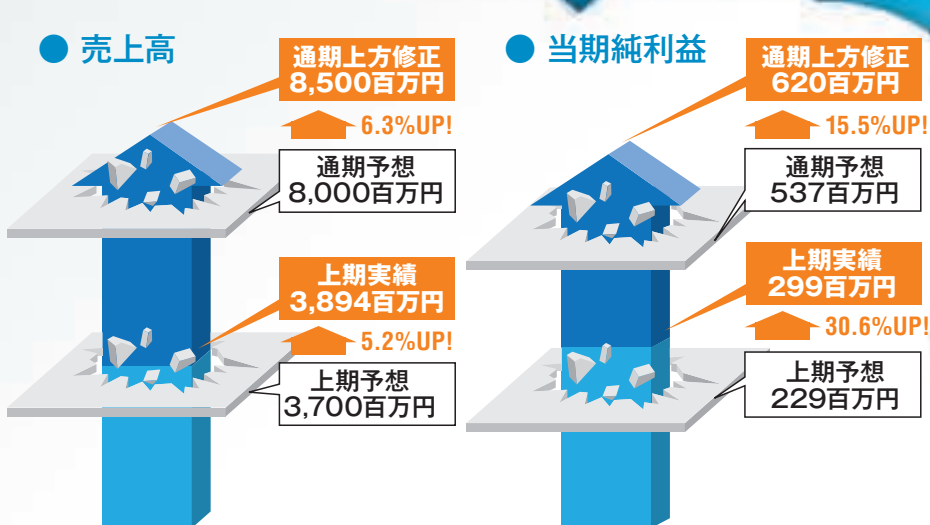 ● 売上高
通期上方修正
8,500百万円
6.3%UP!
通期予想
8,000百万円
上期実績
3,894百万円
5.2%UP!
上期予想
3,700百万円
● 当期純利益
通期上方修正
620百万円
15.5%UP!
通期予想
537百万円
上期実績
299百万円
30.6%UP!
上期予想
229百万円